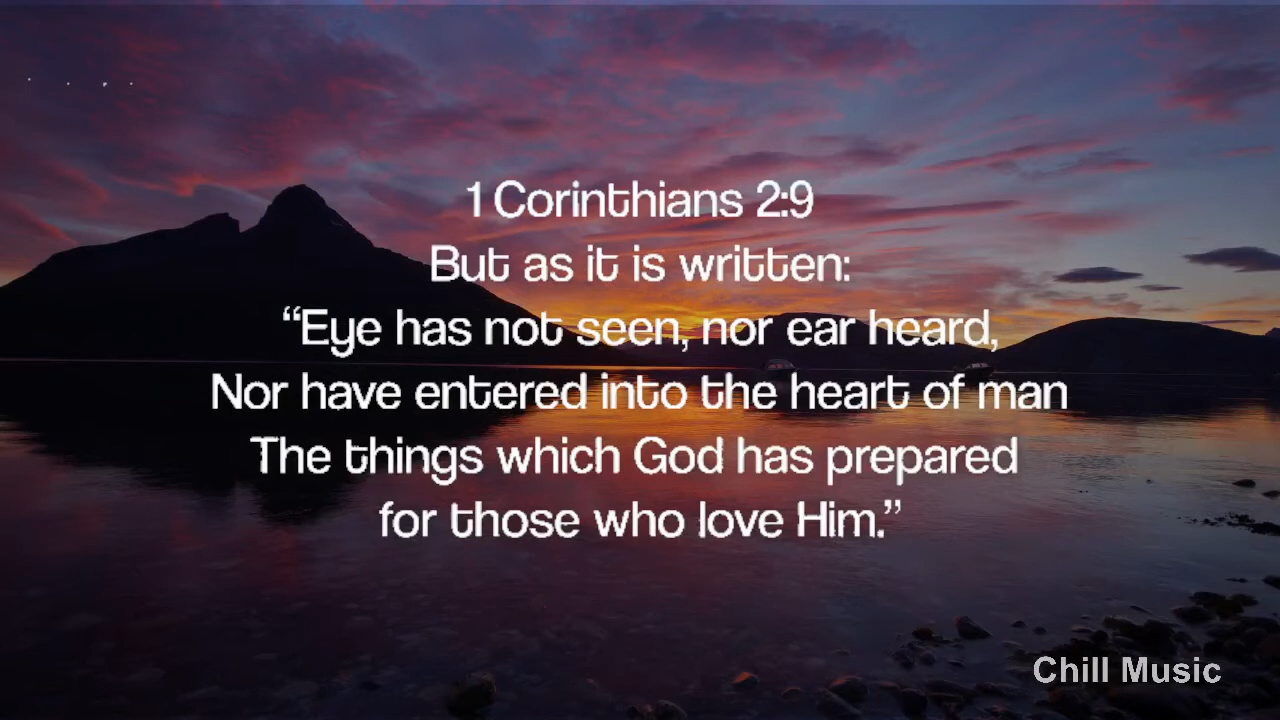 1 Corinthians 2:9
But as it is written:
“Eye has not seen, nor ear heard,
Nor have entered into the heart of man
The things which God has prepared
for those who love Him.”
Chill Music